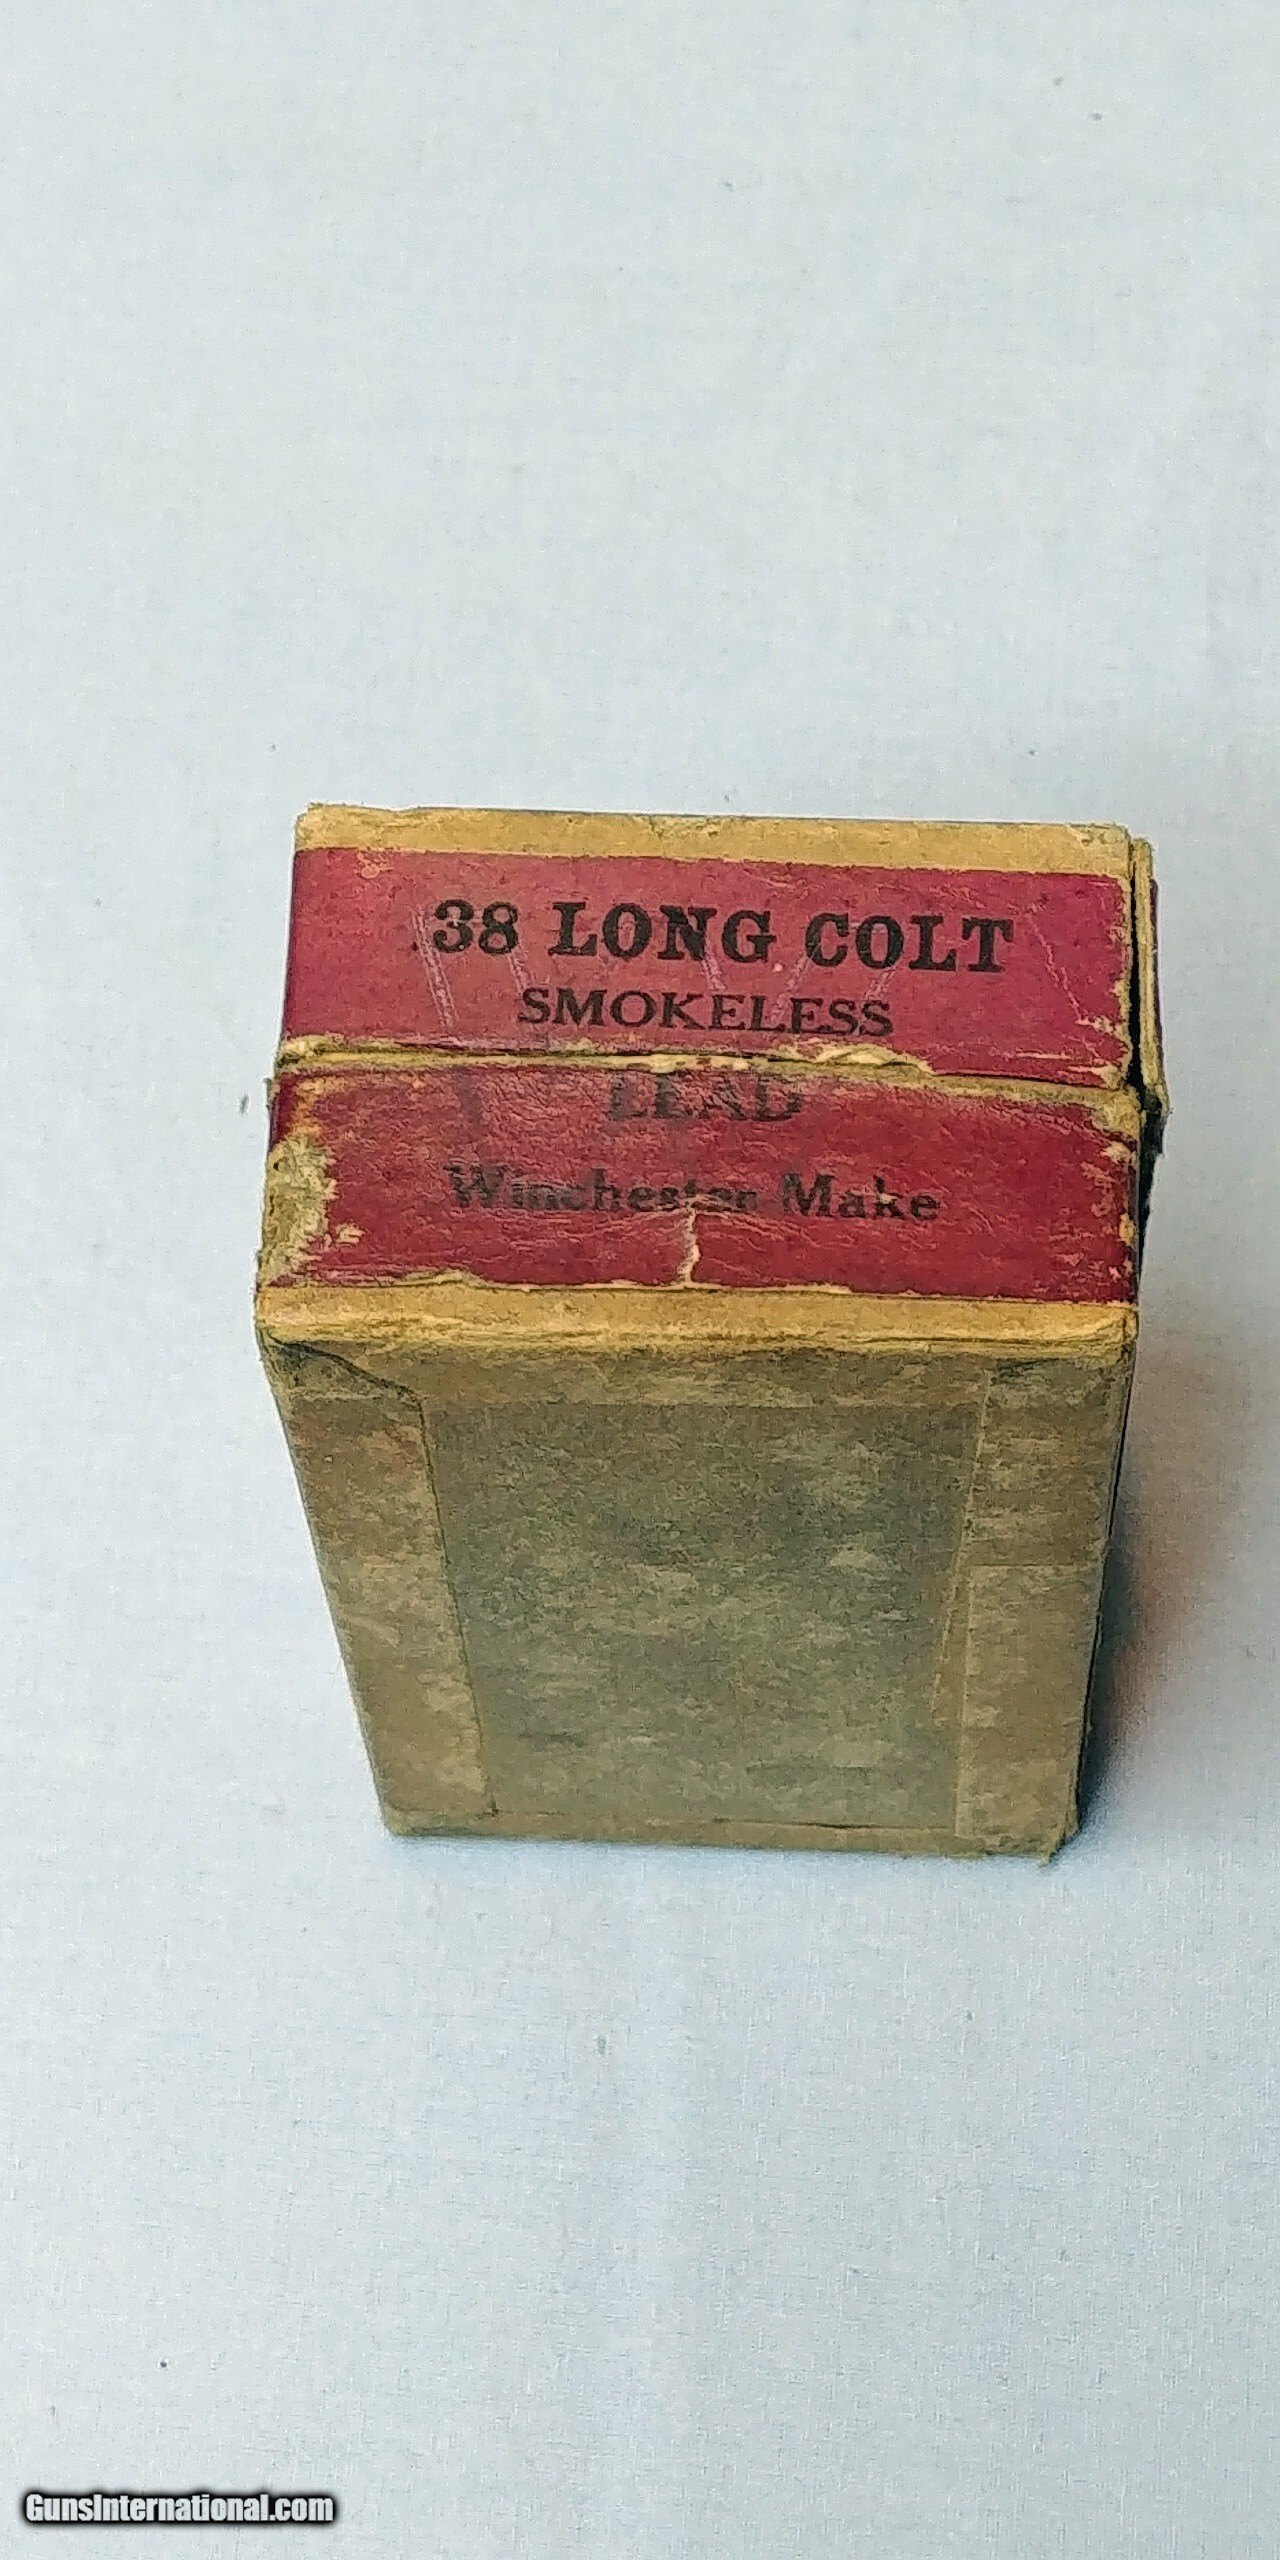 38 LONG COLT
SMOKELESS
LEAD
Winchester Make
GunsInternational.com